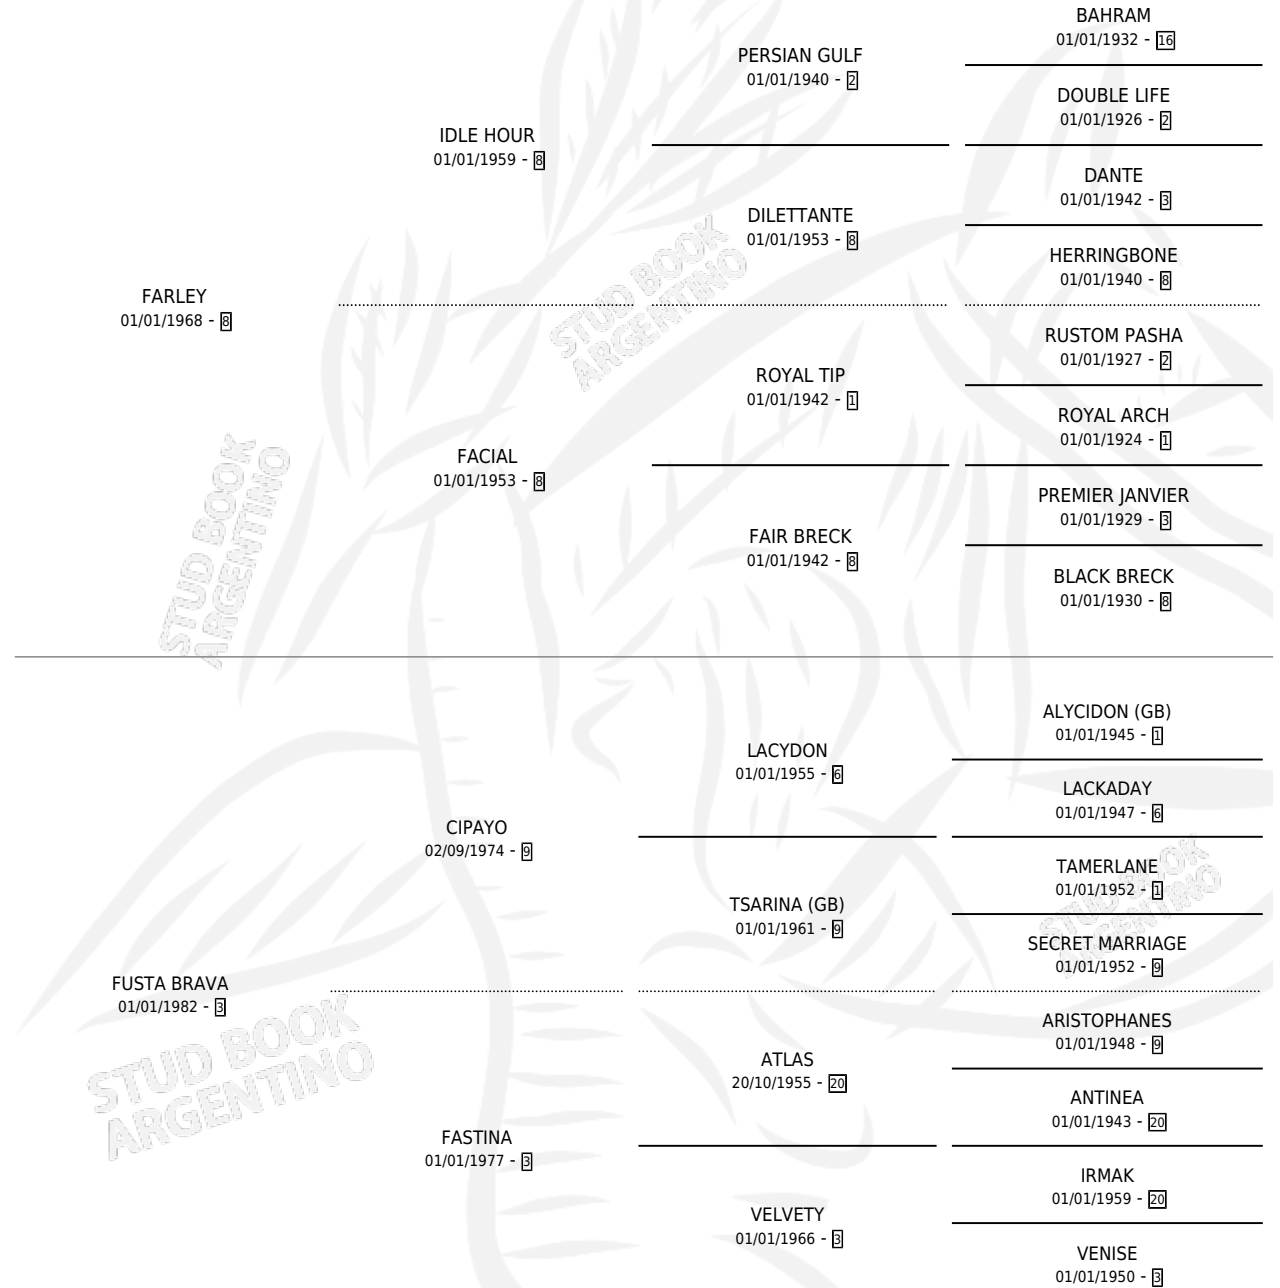 BAHRAM
01/01/1932 - 16
PERSIAN GULF
01/01/1940 - 2
DOUBLE LIFE
01/01/1926 - 2
IDLE HOUR
01/01/1959 - 8
DANTE
01/01/1942 - 3
DILETTANTE
01/01/1953 - 8
HERRINGBONE
01/01/1940 - 8
FARLEY
01/01/1968 - 8
RUSTOM PASHA
01/01/1927 - 2
ROYAL TIP
01/01/1942 - 1
ROYAL ARCH
01/01/1924 - 1
FACIAL
01/01/1953 - 8
PREMIER JANVIER
01/01/1929 - 3
FAIR BRECK
01/01/1942 - 8
BLACK BRECK
01/01/1930 - 8
STUD BOOK
ARGENTINO
STUD BOOK
ARGENTINO
ALYCIDON (GB)
01/01/1945 - 1
LACYDON
01/01/1955 - 6
LACKADAY
01/01/1947 - 6
CIPAYO
02/09/1974 - 9
TAMERLANE
01/01/1952 - 1
TSARINA (GB)
01/01/1961 - 9
SECRET MARRIAGE
01/01/1952 - 9
FUSTA BRAVA
01/01/1982 - 3
ARISTOPHANES
01/01/1948 - 9
ATLAS
20/10/1955 - 20
ANTINEA
01/01/1943 - 20
FASTINA
01/01/1977 - 3
IRMAK
01/01/1959 - 20
VELVETY
01/01/1966 - 3
VENISE
01/01/1950 - 3
STUD BOOK
ARGENTINO
STUD BOOK
ARGENTINO